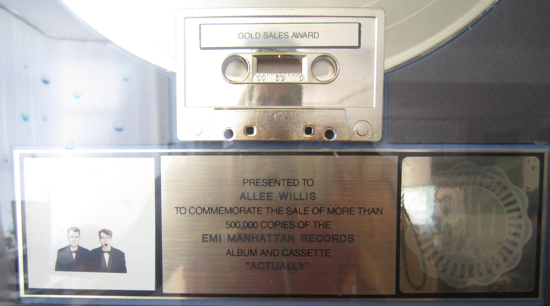 GOLD SALES AWARD
PRESENTED TO
ALLEE WILLIS
TO COMMEMORATE THE SALE OF MORE THAN
500,000 COPIES OF THE
EMI MANHATTAN RECORDS
ALBUM AND CASSETTE
"ACTUALLY"